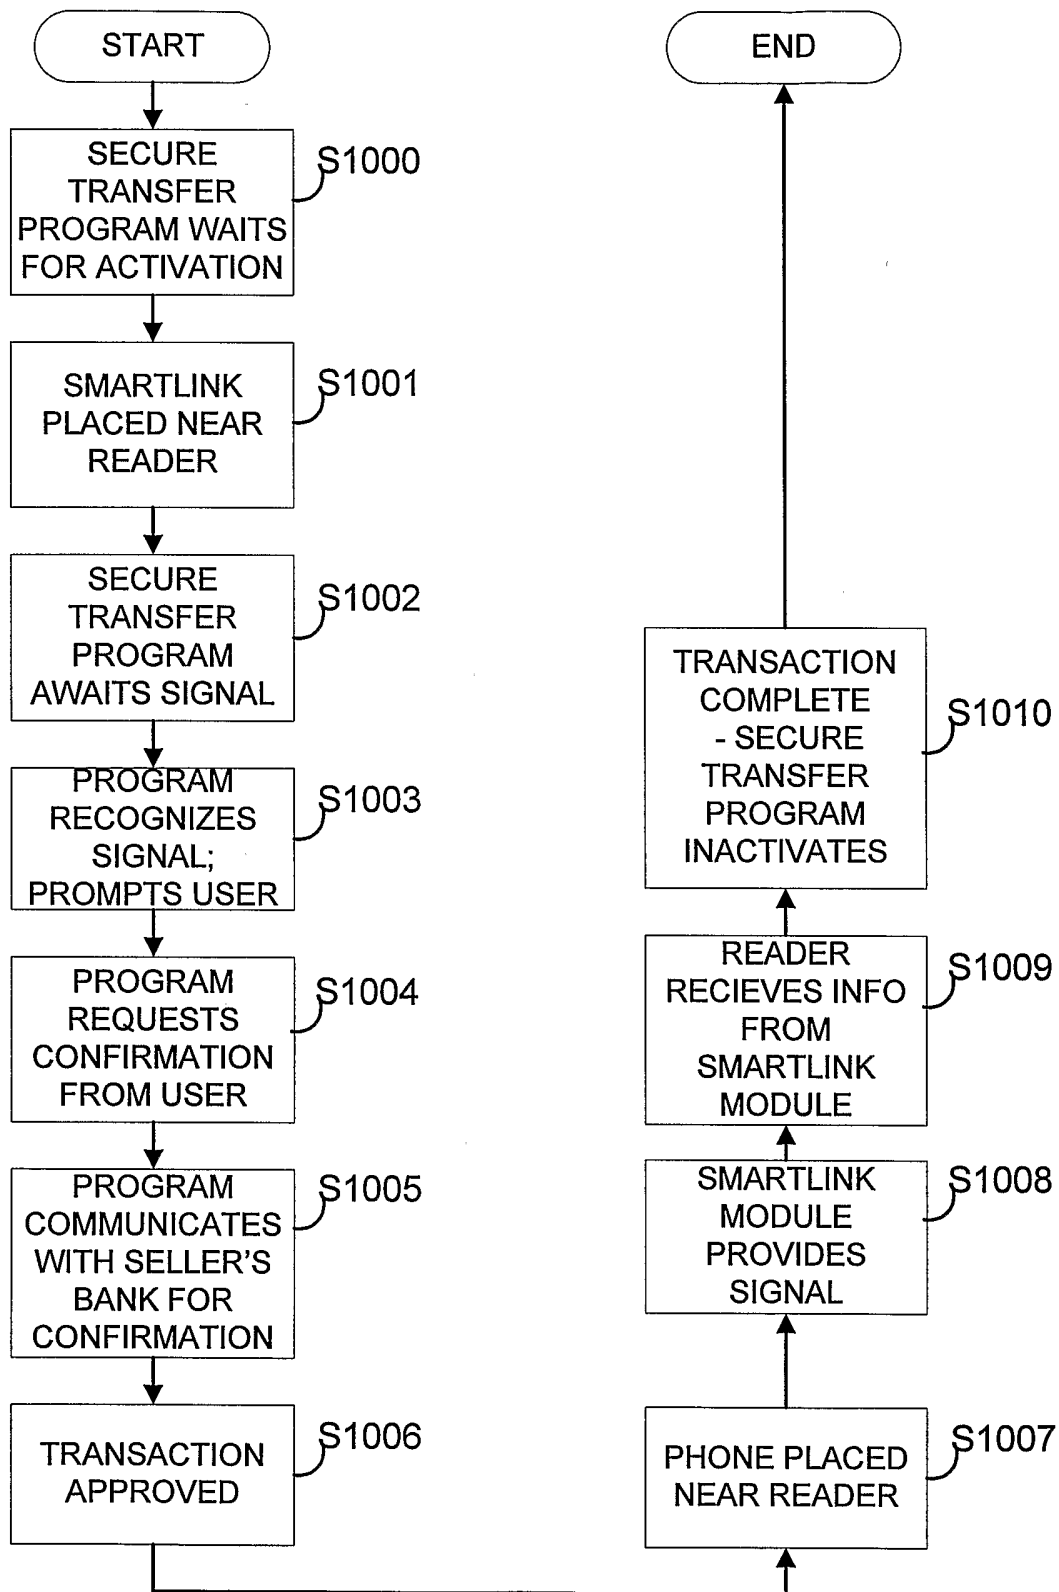 START
SECURE
TRANSFER
PROGRAM WAITS
FOR ACTIVATION
S1000
SMARTLINK
PLACED NEAR
READER
S1001
SECURE
TRANSFER
PROGRAM
AWAITS SIGNAL
S1002
PROGRAM
RECOGNIZES
SIGNAL;
PROMPTS USER
S1003
PROGRAM
REQUESTS
CONFIRMATION
FROM USER
S1004
PROGRAM
COMMUNICATES
WITH SELLER'S
BANK FOR
CONFIRMATION
S1005
TRANSACTION
APPROVED
S1006
PHONE PLACED
NEAR READER
S1007
SMARTLINK
MODULE
PROVIDES
SIGNAL
S1008
READER
RECIEVES INFO
FROM
SMARTLINK
MODULE
S1009
TRANSACTION
COMPLETE
- SECURE
TRANSFER
PROGRAM
INACTIVATES
S1010
END